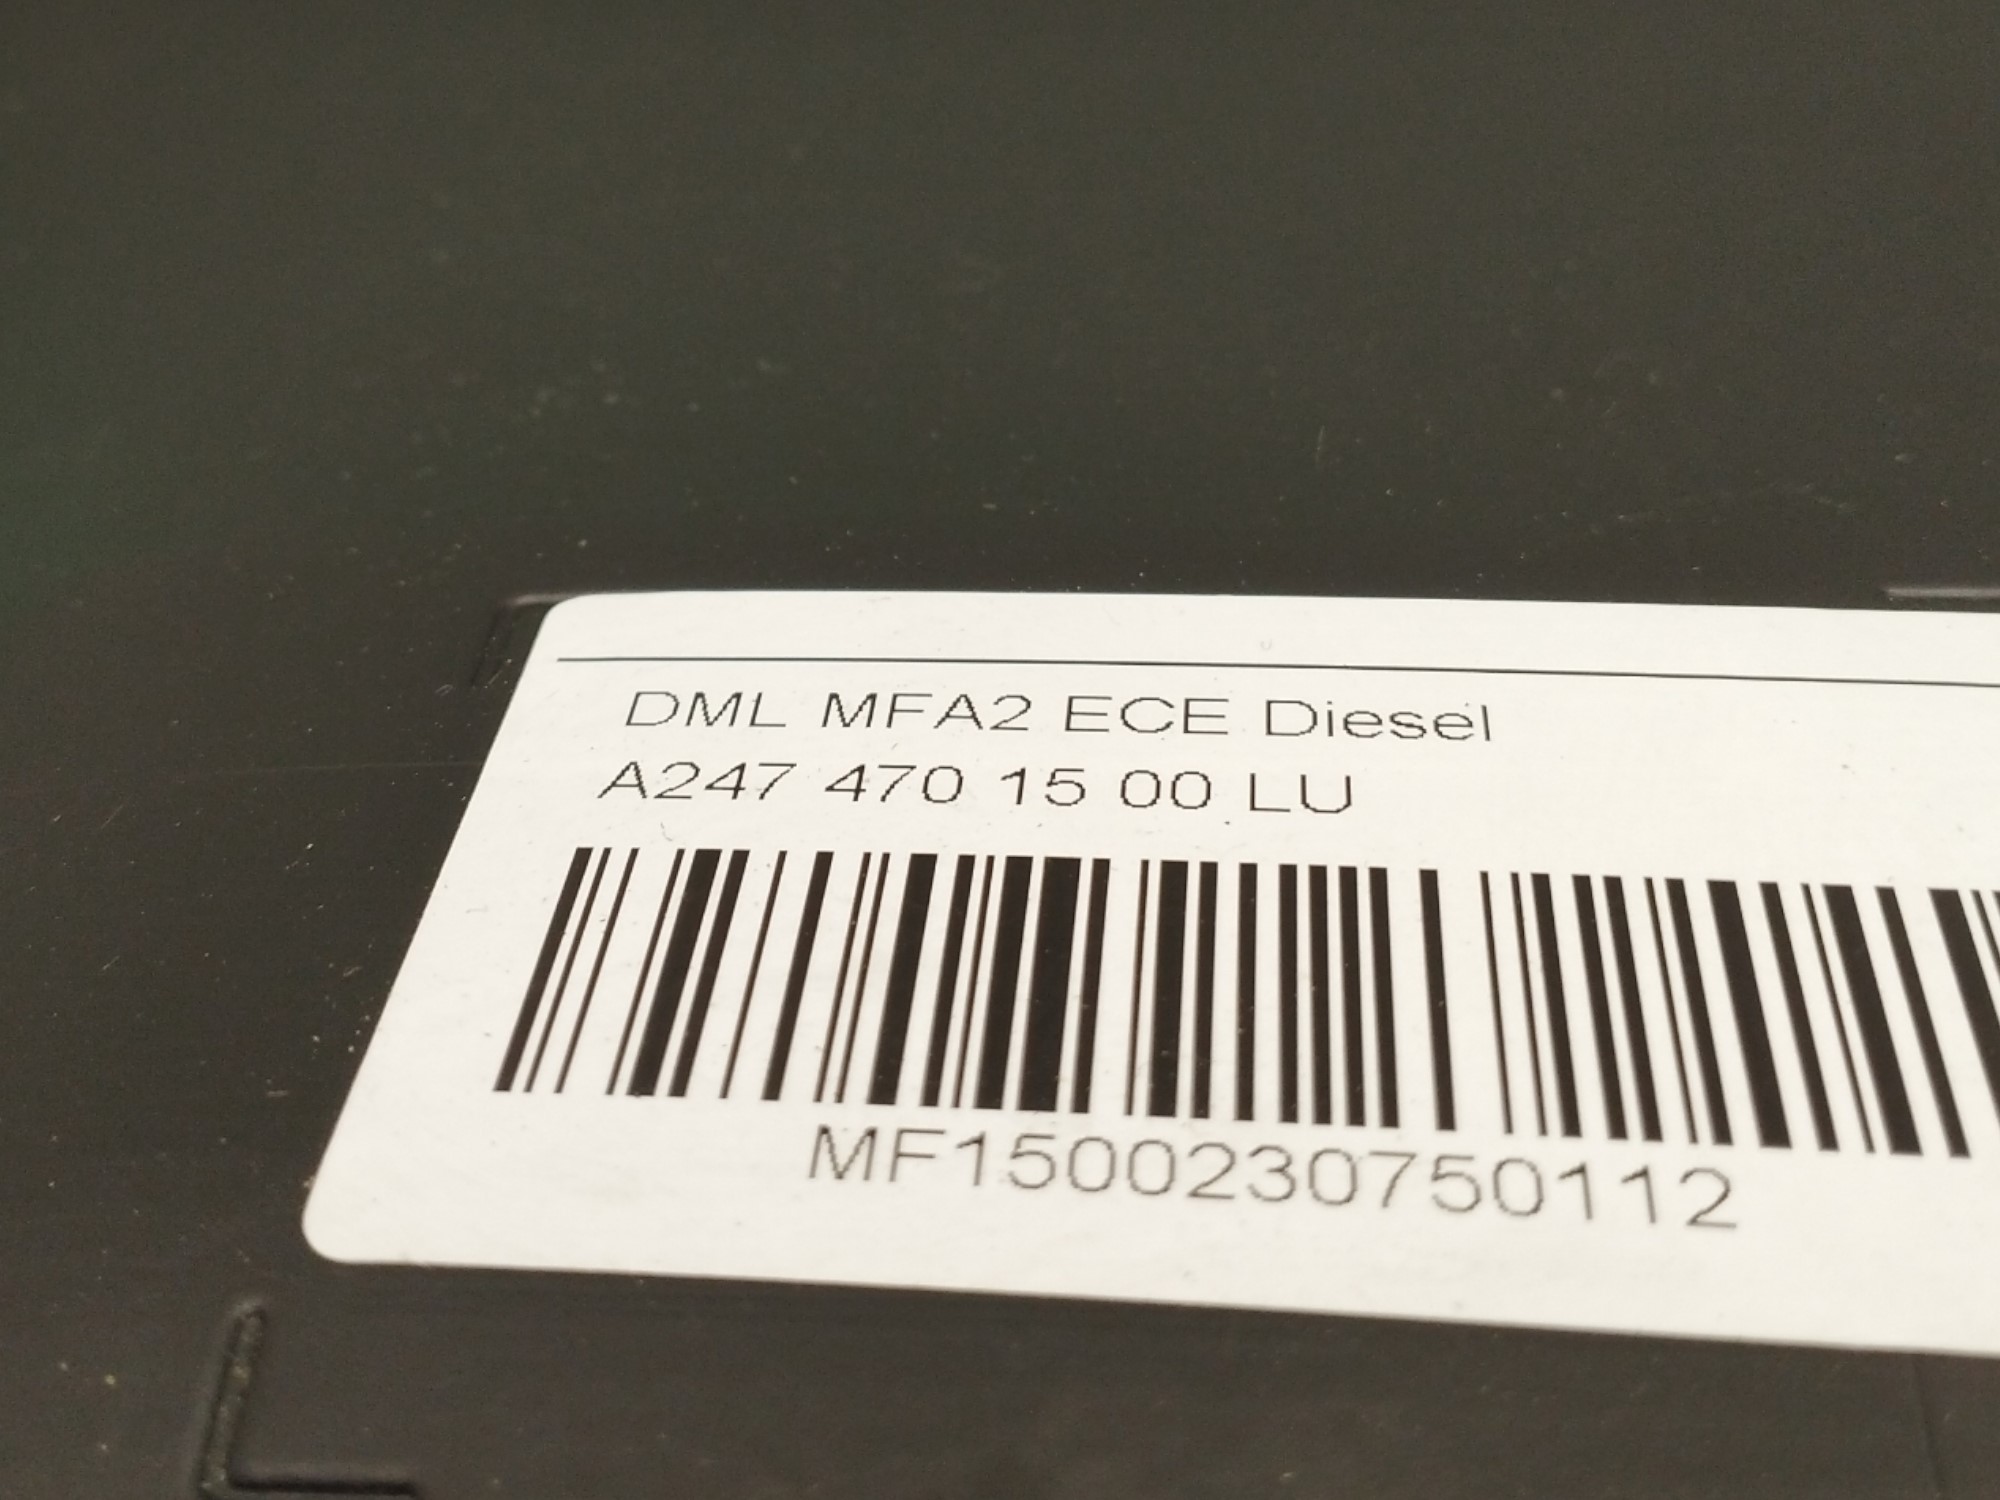 DML MFA2 ECE Diesel
A247 470 15 00 LU
MF1500230750112